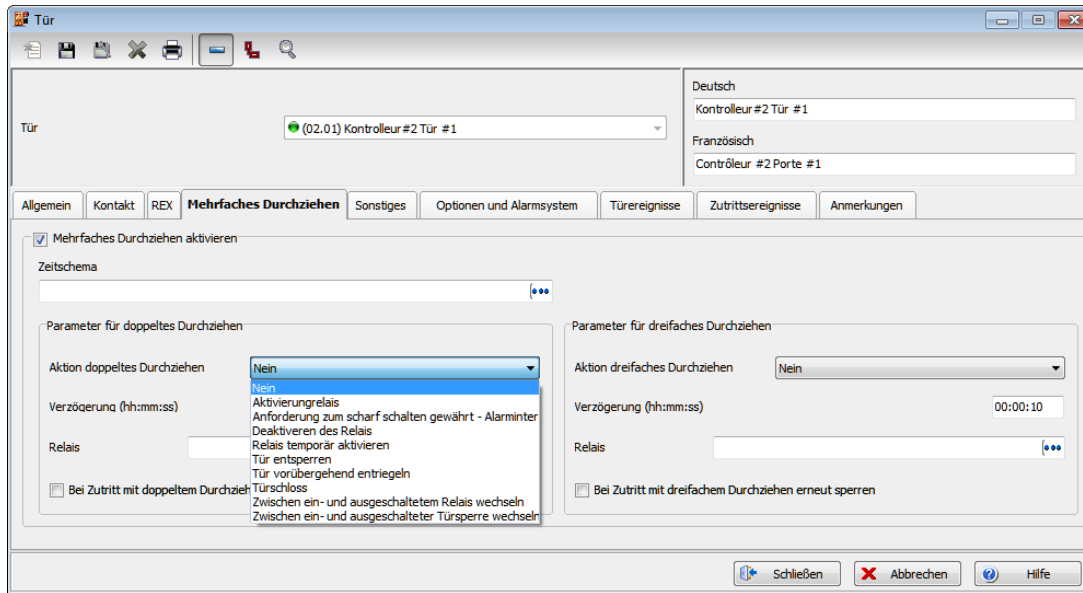 Tür
Deutsch
Kontrolleur#2 Tür #1
Tür
(02.01) Kontrolleur#2 Tür #1
Französisch
Contrôleur #2 Porte #1
Allgemein Kontakt REX Mehrfaches Durchziehen Sonstiges Optionen und Alarmsystem Türereignisse Zutrittsereignisse Anmerkungen
Mehrfaches Durchziehen aktivieren
Zeitschema
Parameter für doppeltes Durchziehen
Aktion doppeltes Durchziehen Nein
Nein
Aktivierungrelais
Anforderung zum scharf schalten gewährt - Alarminter
Deaktiveren des Relais
Relais temporär aktivieren
Tür entsperren
Tür vorübergehend entriegeln
Türschloss
Zwischen ein- und ausgeschaltetem Relais wechseln
Zwischen ein- und ausgeschalteter Türsperre wechseln
Verzögerung (hh:mm:ss)
Relais
Bei Zutritt mit doppeltem Durchzieh
Parameter für dreifaches Durchziehen
Aktion dreifaches Durchziehen Nein
Verzögerung (hh:mm:ss) 00:00:10
Relais
Bei Zutritt mit dreifachem Durchziehen erneut sperren
Schließen Abbrechen Hilfe